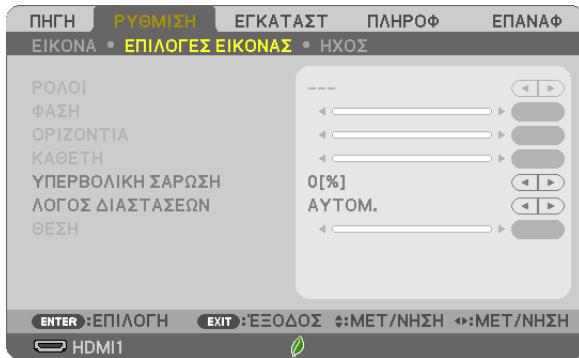 ΠΗΓΗ ΡΥΘΜΙΣΗ ΕΓΚΑΤΑΣΤ ΠΛΗΡΟΦ ΕΠΑΝΑΦ
ΕΙΚΟΝΑ • ΕΠΙΛΟΓΕΣ ΕΙΚΟΝΑΣ • ΗΧΟΣ
ΡΟΛΟΙ ---
ΦΑΣΗ
ΟΡΙΖΟΝΤΙΑ
ΚΑΘΕΤΗ
ΥΠΕΡΒΟΛΙΚΗ ΣΑΡΩΣΗ 0[%]
ΛΟΓΟΣ ΔΙΑΣΤΑΣΕΩΝ ΑΥΤΟΜ.
ΘΕΣΗ
ENTER :ΕΠΙΛΟΓΗ EXIT :ΈΞΟΔΟΣ :ΜΕΤ/ΝΗΣΗ :ΜΕΤ/ΝΗΣΗ
HDMI1